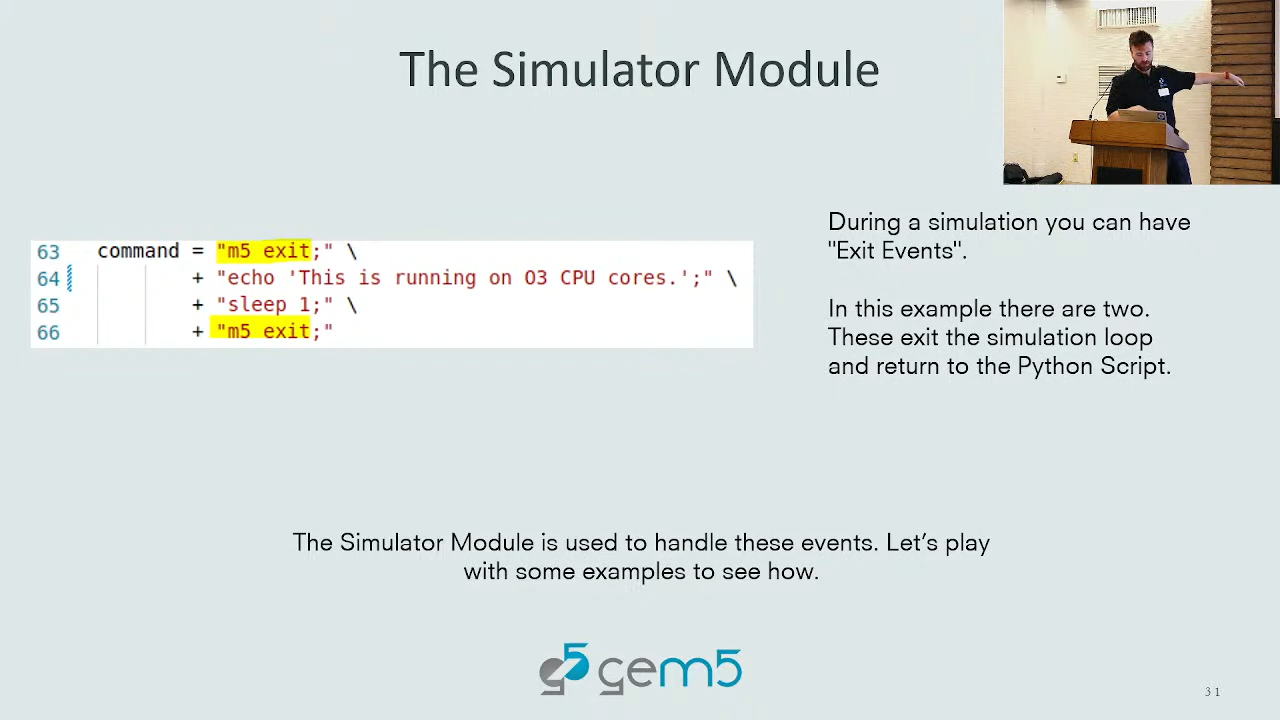 The Simulator Module
63 command = "m5 exit;" \
64 + "echo 'This is running on O3 CPU cores.';" \
65 + "sleep 1;" \
66 + "m5 exit;"
During a simulation you can have
"Exit Events".
In this example there are two.
These exit the simulation loop
and return to the Python Script.
The Simulator Module is used to handle these events. Let's play
with some examples to see how.
g5 gem5
31